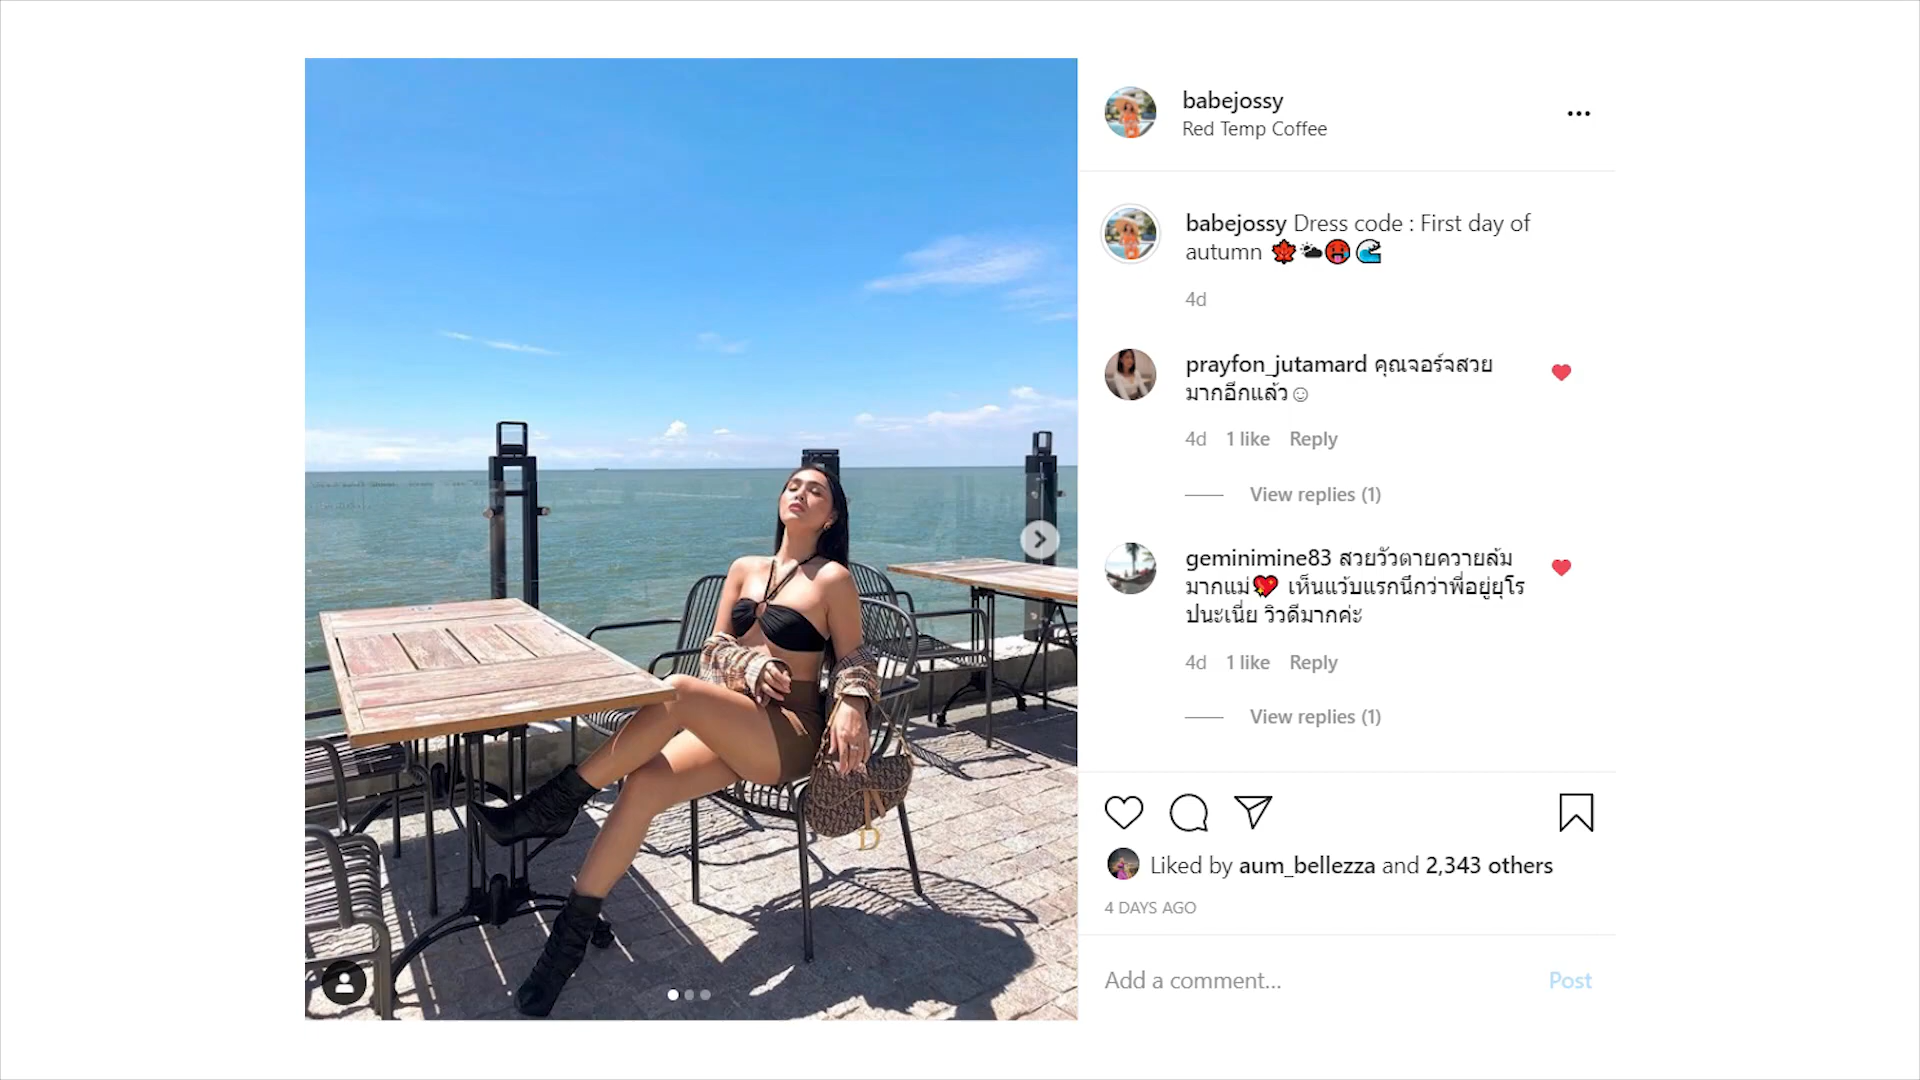 babejossy
Red Temp Coffee
babejossy Dress code : First day of
autumn 🍁🌥🥵🌊
4d
prayfon_jutamard คุณจอร์จสวย
มากอีกแล้ว☺
4d 1 like Reply
View replies (1)
geminimine83 สวยวัวตายควายล้ม
มากแม่💖 เห็นแว้บแรกนึกว่าพี่อยู่ยุโร
ปนะเนี่ย วิวดีมากค่ะ
4d 1 like Reply
View replies (1)
Liked by aum_bellezza and 2,343 others
4 DAYS AGO
Add a comment... Post
D